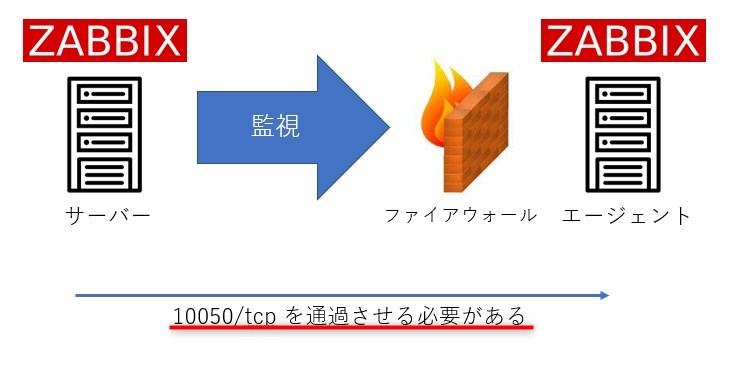 ZABBIX
ZABBIX
監視
サーバー
ファイアウォール
エージェント
10050/tcp を通過させる必要がある